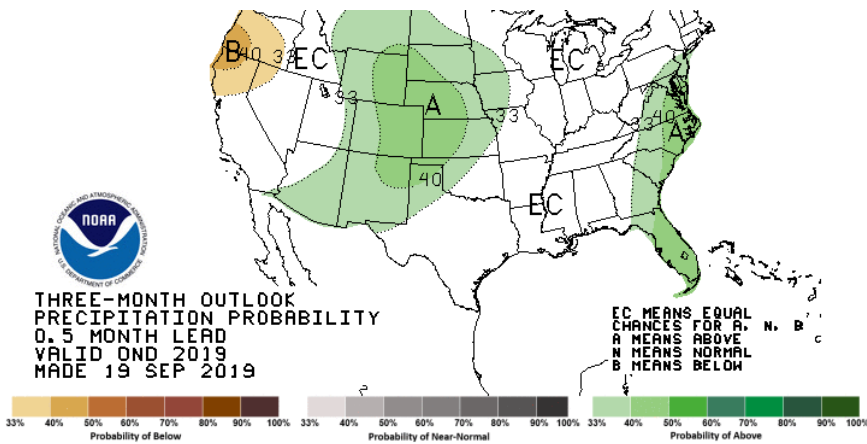 B 40 33 EC EC
33 A 33 33 40 A
40
EC
NATIONAL OCEANIC AND ATMOSPHERIC ADMINISTRATION
NOAA
U.S. DEPARTMENT OF COMMERCE
THREE-MONTH OUTLOOK
PRECIPITATION PROBABILITY
0.5 MONTH LEAD
VALID OND 2019
MADE 19 SEP 2019
EC MEANS EQUAL
CHANCES FOR A, N, B
A MEANS ABOVE
N MEANS NORMAL
B MEANS BELOW
33% 40% 50% 60% 70% 80% 90% 100% 33% 40% 50% 60% 70% 80% 90% 100% 33% 40% 50% 60% 70% 80% 90% 100%
Probability of Below Probability of Near-Normal Probability of Above